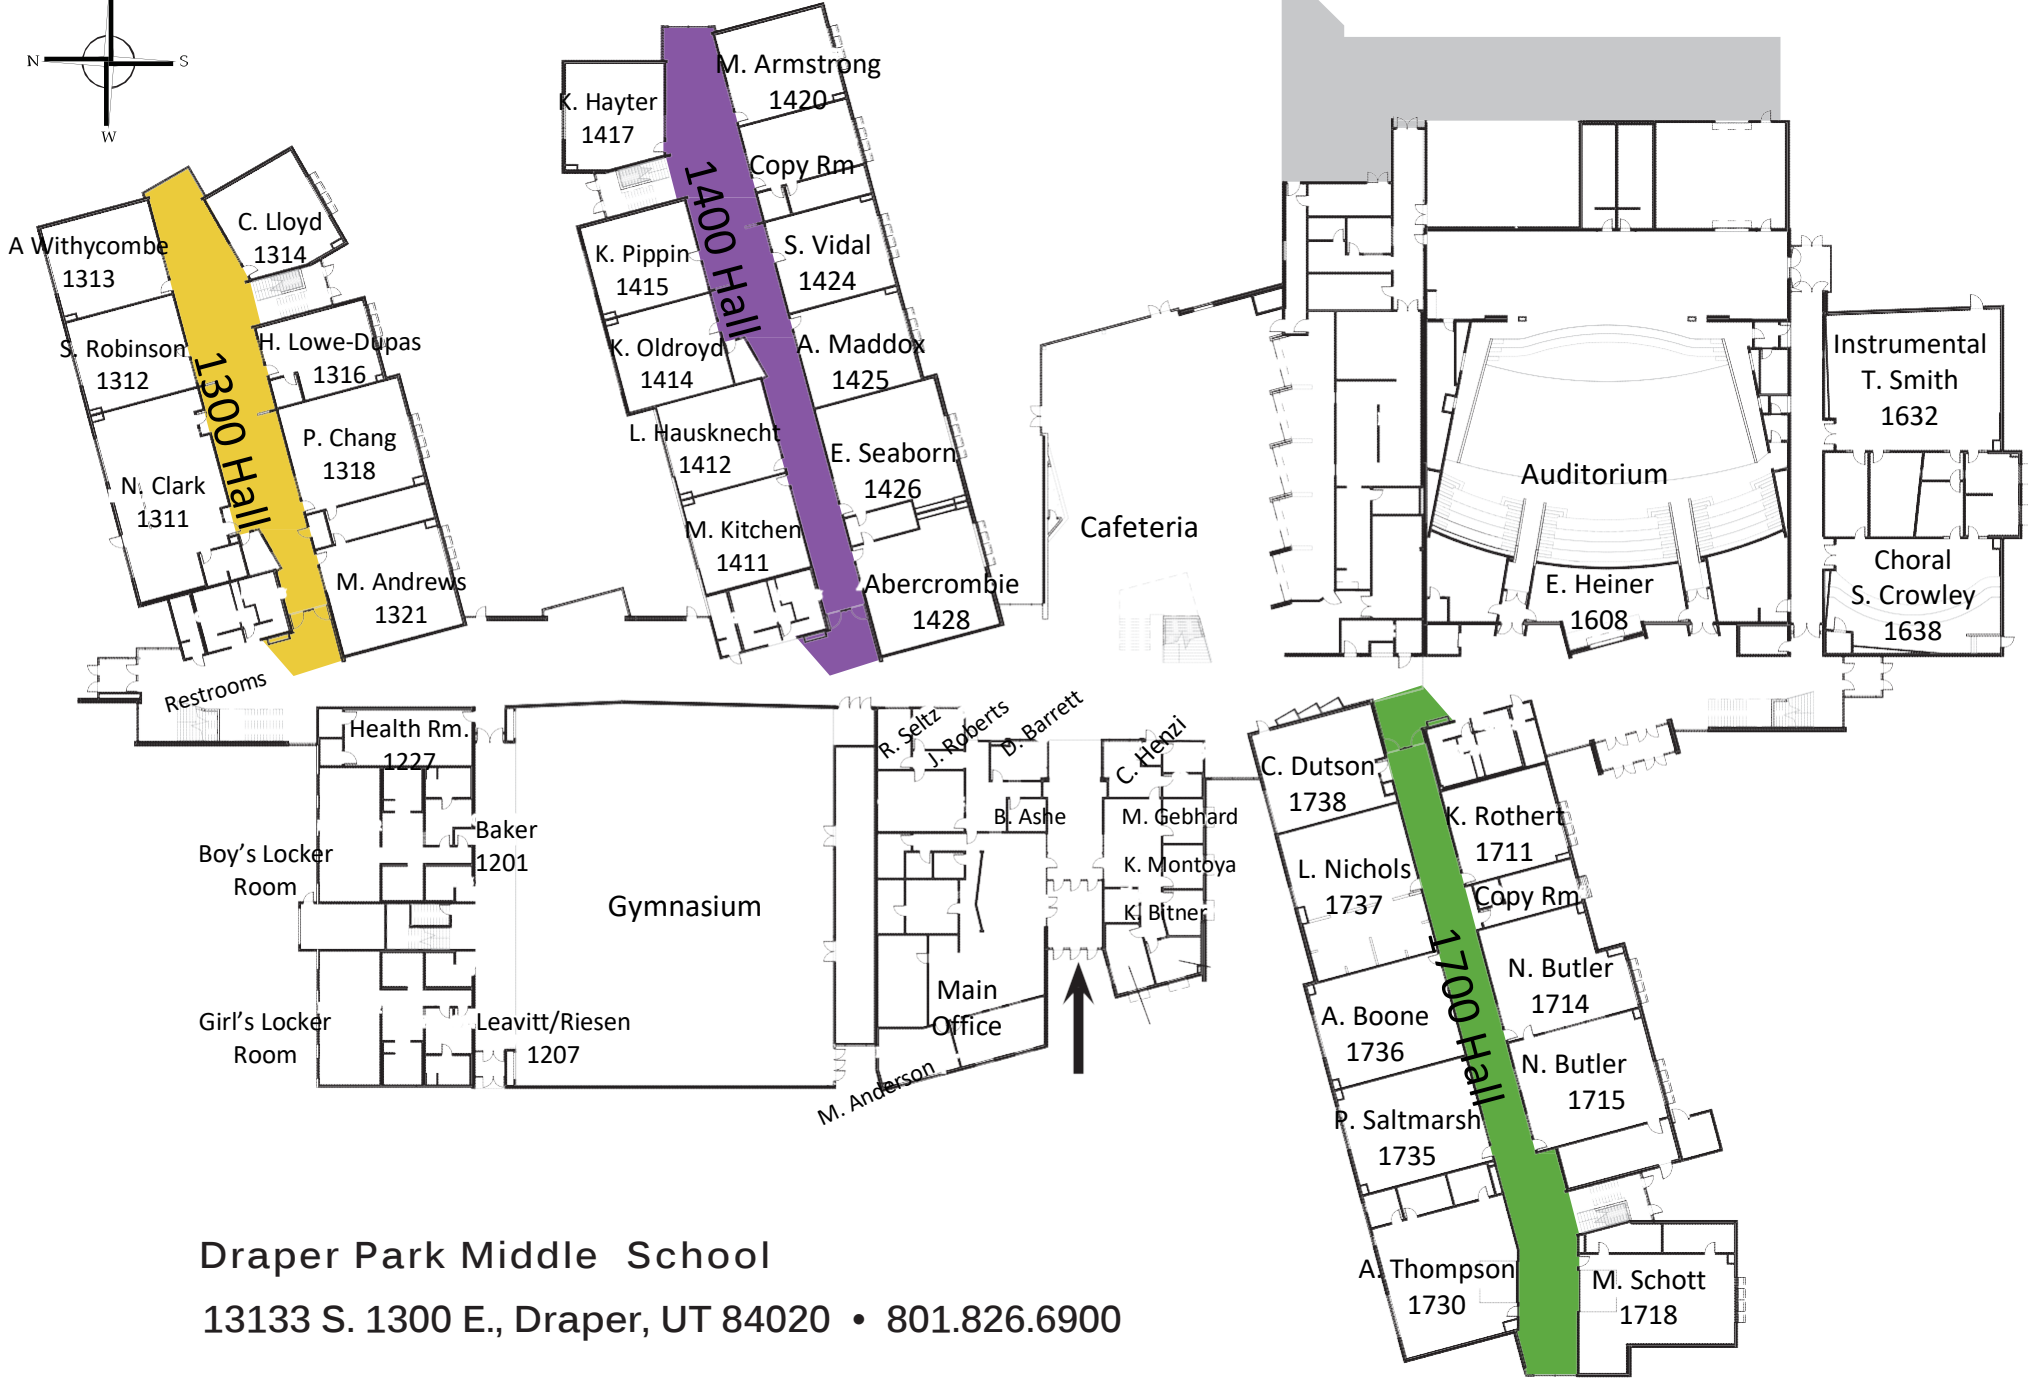 N
S
W
A Withycombe
1313
C. Lloyd
1314
S. Robinson
1312
H. Lowe-Dupas
1316
1300 Hall
N. Clark
1311
P. Chang
1318
M. Andrews
1321
K. Hayter
1417
M. Armstrong
1420
Copy Rm
1400 Hall
K. Pippin
1415
S. Vidal
1424
K. Oldroyd
1414
A. Maddox
1425
L. Hausknecht
1412
E. Seaborn
1426
M. Kitchen
1411
Abercrombie
1428
Cafeteria
Auditorium
E. Heiner
1608
Instrumental
T. Smith
1632
Choral
S. Crowley
1638
Restrooms
Health Rm.
1227
Boy's Locker
Room
Baker
1201
Gymnasium
Girl's Locker
Room
Leavitt/Riesen
1207
R. Seltz
J. Roberts
D. Barrett
B. Ashe
C. Henzi
M. Gebhard
K. Montoya
K. Bitner
Main
Office
M. Anderson
C. Dutson
1738
K. Rothert
1711
L. Nichols
1737
Copy Rm
1700 Hall
N. Butler
1714
A. Boone
1736
N. Butler
1715
P. Saltmarsh
1735
A. Thompson
1730
M. Schott
1718
Draper Park Middle School
13133 S. 1300 E., Draper, UT 84020 • 801.826.6900